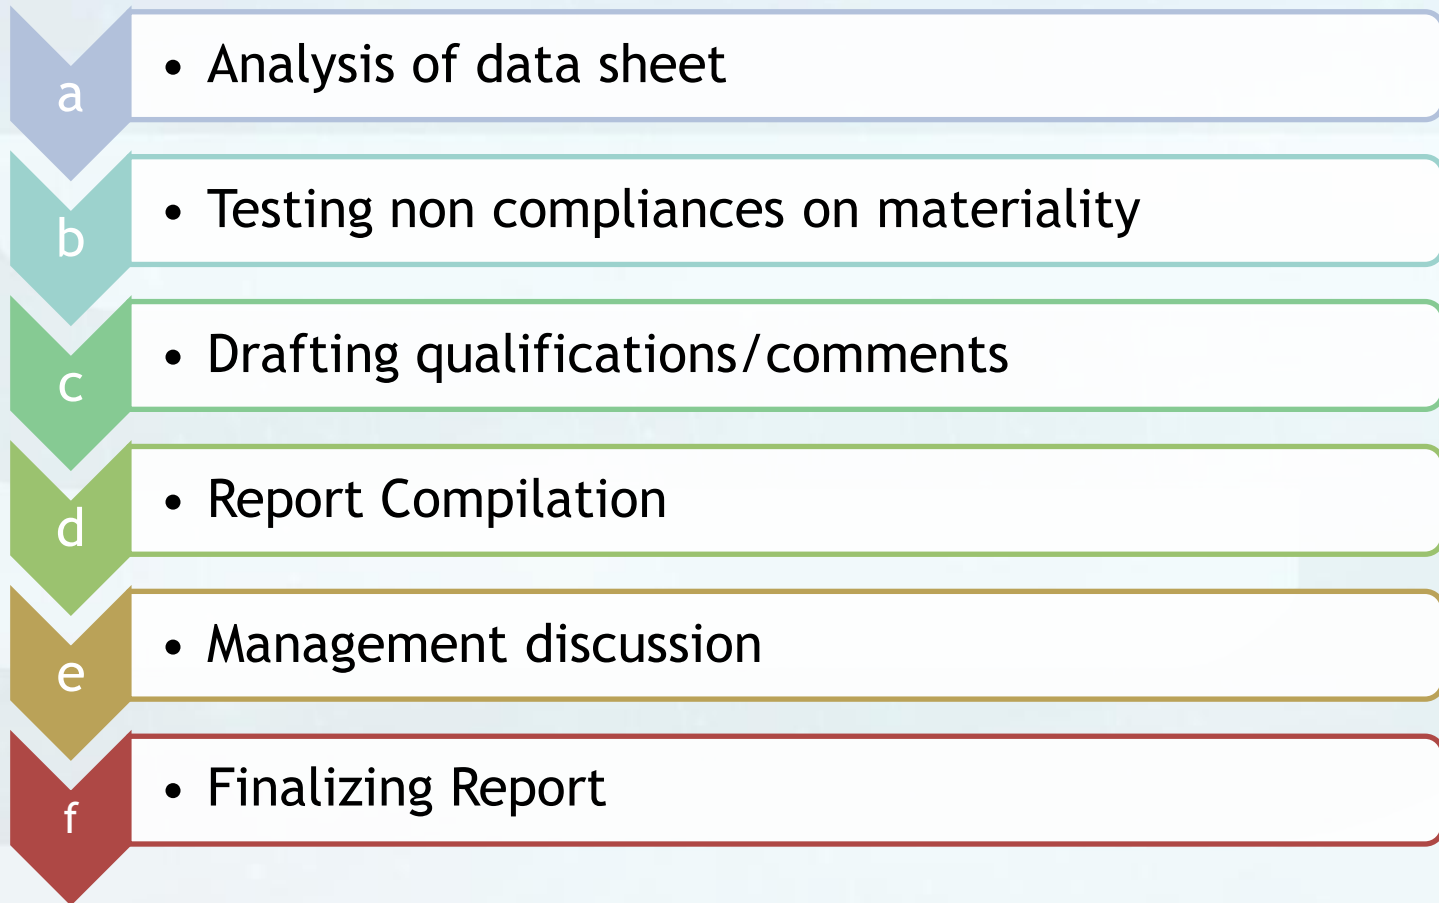 a
• Analysis of data sheet
b
• Testing non compliances on materiality
c
• Drafting qualifications/comments
d
• Report Compilation
e
• Management discussion
f
• Finalizing Report